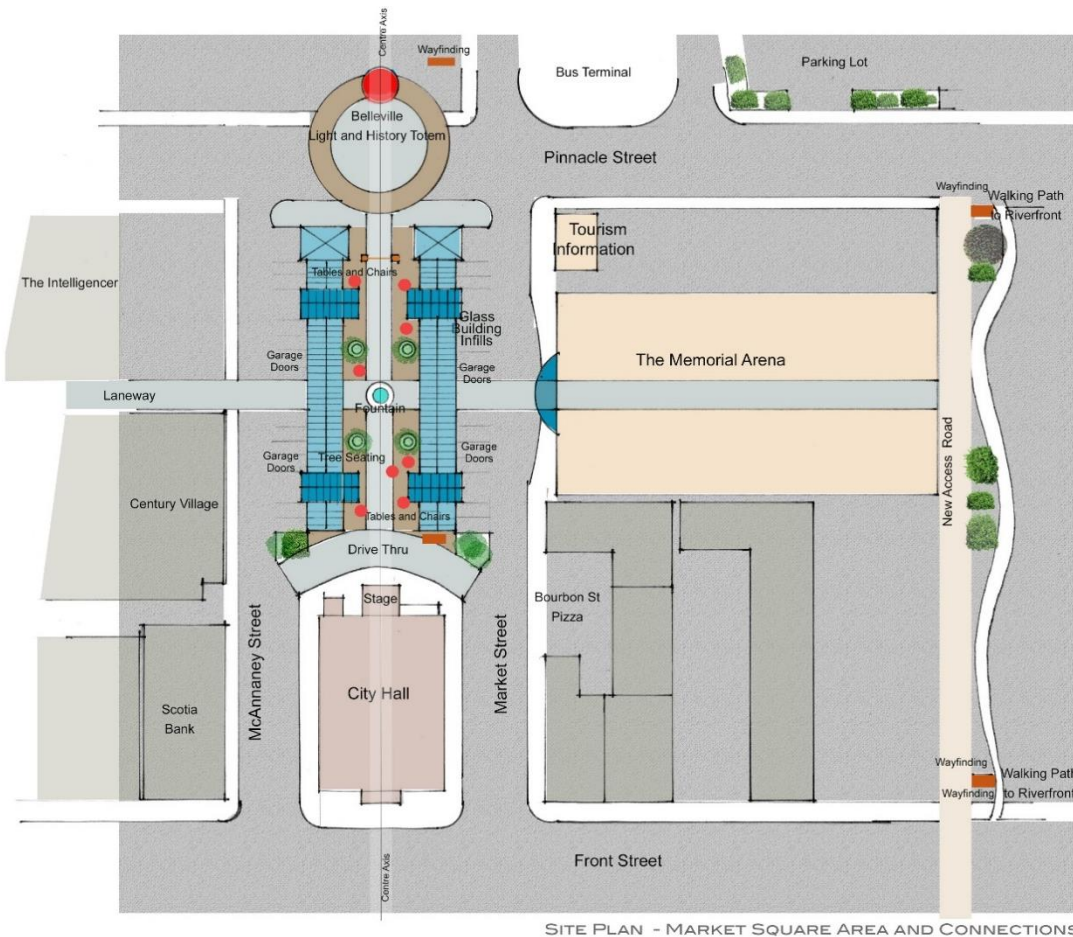 Centre Axis
Wayfinding
Bus Terminal
Parking Lot
Belleville
Light and History Totem
Pinnacle Street
Wayfinding
Walking Path
to Riverfront
Tourism
Information
The Intelligencer
Tables and Chairs
Glass
Building
Infills
Garage
Doors
Garage
Doors
The Memorial Arena
Laneway
Fountain
Garage
Doors
Tree Seating
Garage
Doors
New Access Road
Century Village
Tables and Chairs
Drive Thru
Stage
Bourbon St
Pizza
McAnnaney Street
Market Street
City Hall
Scotia
Bank
Wayfinding
Walking Path
Wayfinding
to Riverfront
Front Street
Centre Axis
SITE PLAN - MARKET SQUARE AREA AND CONNECTIONS